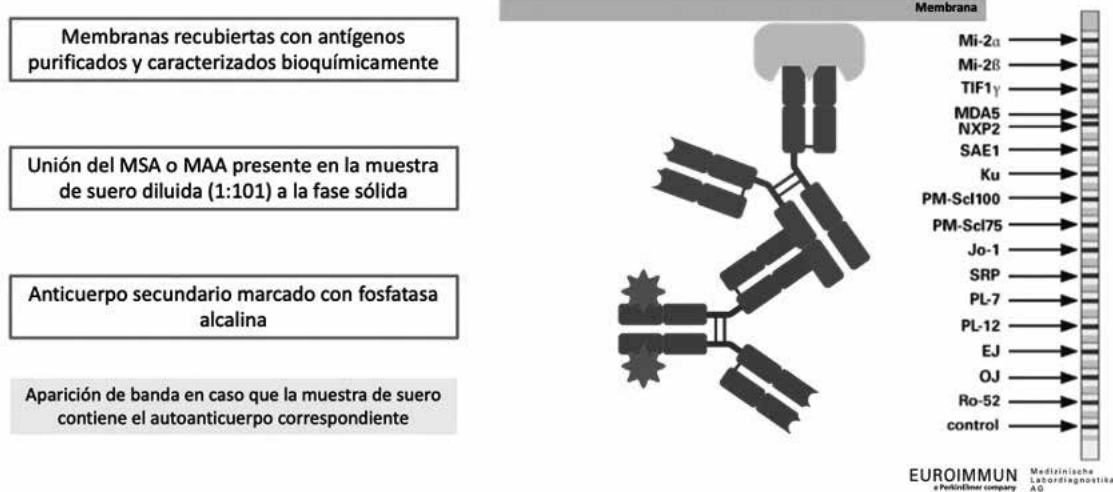 Membranas recubiertas con antígenos
purificados y caracterizados bioquímicamente
Unión del MSA o MAA presente en la muestra
de suero diluida (1:101) a la fase sólida
Anticuerpo secundario marcado con fosfatasa
alcalina
Aparición de banda en caso que la muestra de suero
contiene el autoanticuerpo correspondiente
Membrana
Mi-2α
Mi-2ß
TIF1γ
MDA5
NXP2
SAE1
Ku
PM-Scl100
PM-Scl75
Jo-1
SRP
PL-7
PL-12
EJ
OJ
Ro-52
control
EUROIMMUN
a PerkinElmer company
Medizinische
Labordiagnostika
AG